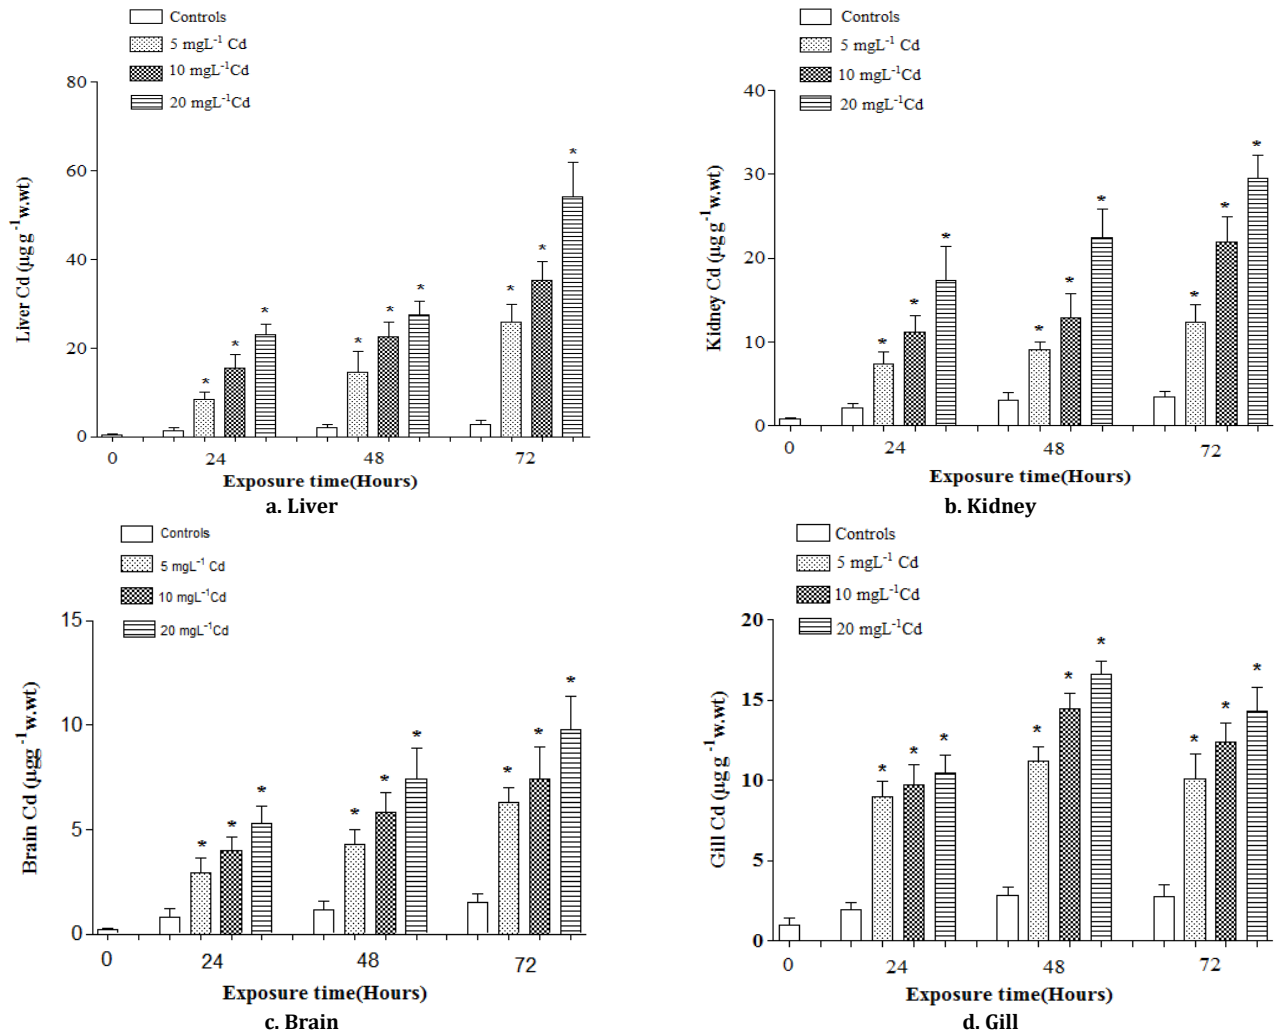 Controls
5 mgL⁻¹ Cd
10 mgL⁻¹Cd
20 mgL⁻¹Cd
80
60
40
20
0
Liver Cd (µg g⁻¹w.wt)
* * * * * * * * *
0 24 48 72
Exposure time(Hours)
a. Liver
Controls
5 mgL⁻¹ Cd
10 mgL⁻¹Cd
20 mgL⁻¹Cd
40
30
20
10
0
Kidney Cd (µg g⁻¹w.wt)
* * * * * * * * *
0 24 48 72
Exposure time(Hours)
b. Kidney
Controls
5 mgL⁻¹ Cd
10 mgL⁻¹Cd
20 mgL⁻¹Cd
15
10
5
0
Brain Cd (µg g⁻¹w.wt)
* * * * * * * * *
0 24 48 72
Exposure time(Hours)
c. Brain
Controls
5 mgL⁻¹ Cd
10 mgL⁻¹Cd
20 mgL⁻¹Cd
20
15
10
5
0
Gill Cd (µg g⁻¹w.wt)
* * * * * * * * *
0 24 48 72
Exposure time(Hours)
d. Gill